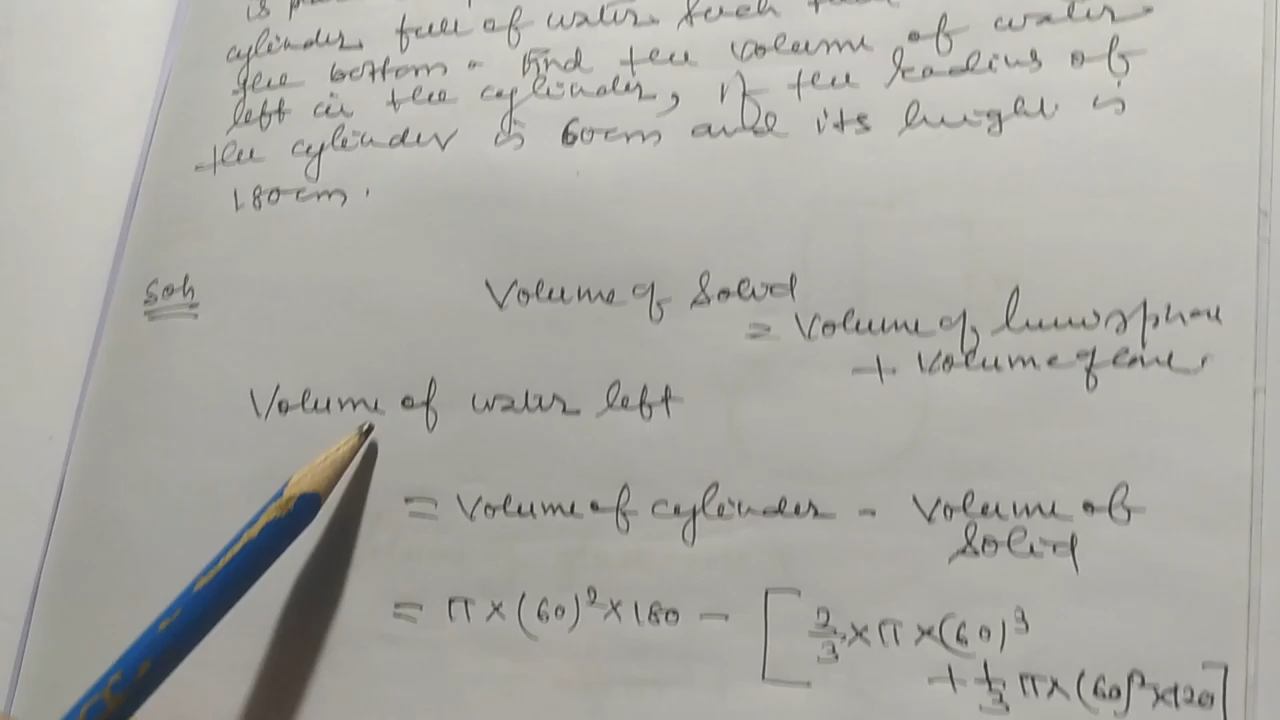 is
cylinder full of water such
the bottom. Find the volume of water
left in the cylinder, if the radius of
the cylinder is 60cm and its height is
180cm.
Soln
Volume of Solid
= Volume of hemisphere
+ Volume of cone.
Volume of water left
= Volume of cylinder - Volume of
Solid
= π×(60)²×180 - [2/3×π×(60)³
+ 1/3 π×(60)²×120]